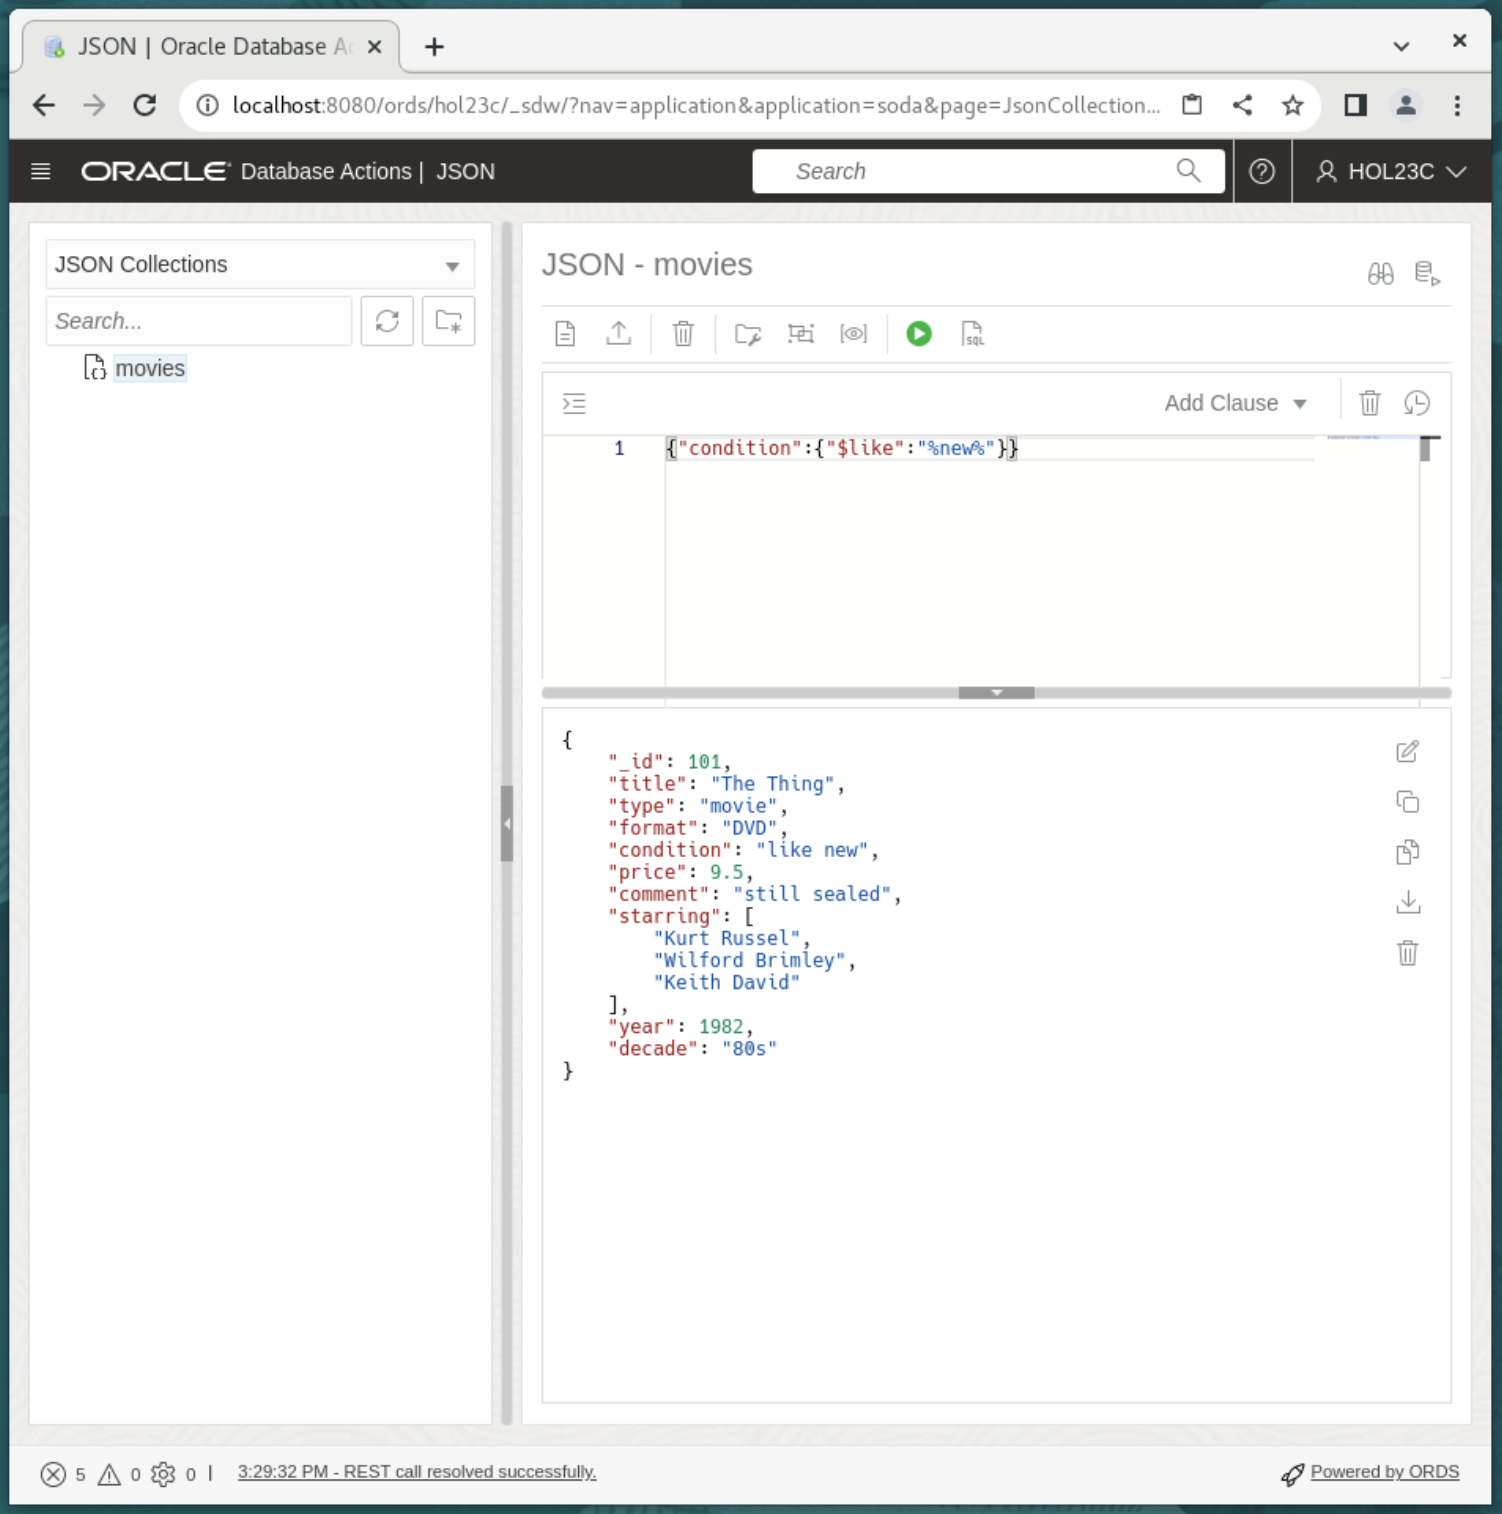 JSON | Oracle Database Ac
localhost:8080/ords/hol23c/_sdw/?nav=application&application=soda&page=JsonCollection...
ORACLE Database Actions | JSON
Search
HOL23C
JSON Collections
Search...
movies
JSON - movies
SQL
Add Clause
1 {"condition":{"$like":"%new%"}}
{
"_id": 101,
"title": "The Thing",
"type": "movie",
"format": "DVD",
"condition": "like new",
"price": 9.5,
"comment": "still sealed",
"starring": [
"Kurt Russel",
"Wilford Brimley",
"Keith David"
],
"year": 1982,
"decade": "80s"
}
5 0 0 | 3:29:32 PM - REST call resolved successfully.
Powered by ORDS